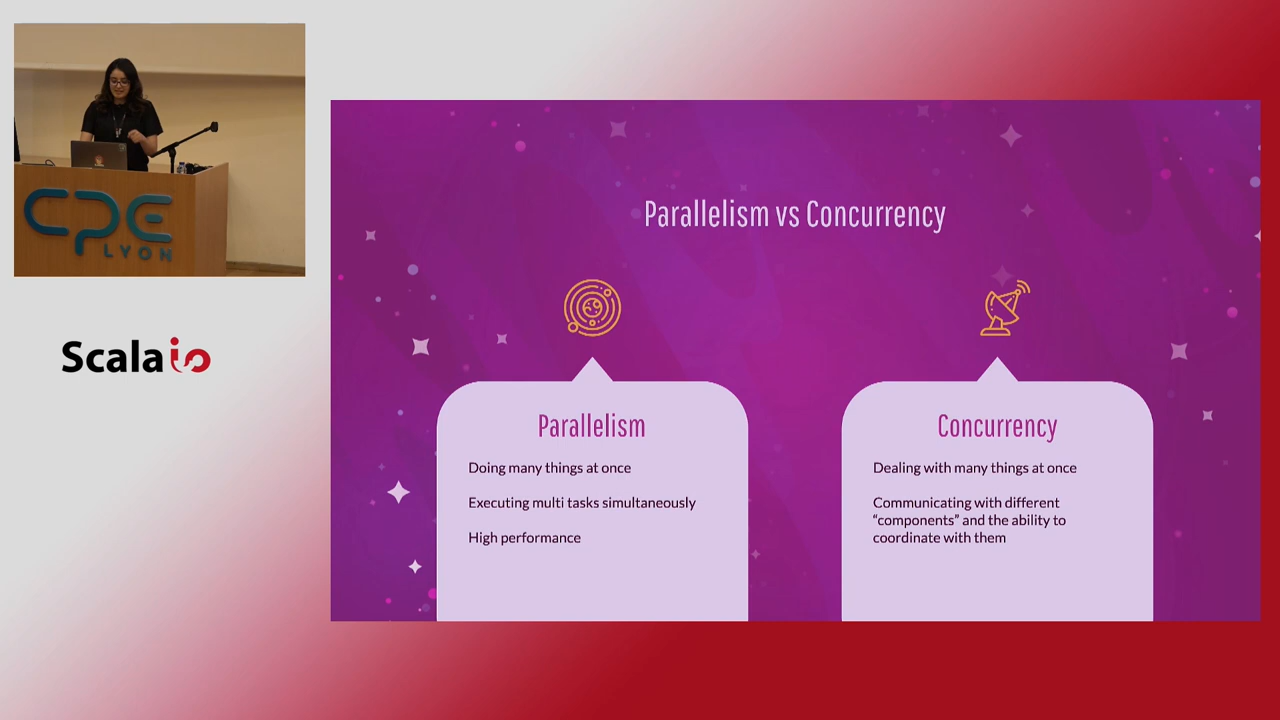 CPE
LYON
Scala io
Parallelism vs Concurrency
Parallelism
Doing many things at once
Executing multi tasks simultaneously
High performance
Concurrency
Dealing with many things at once
Communicating with different
“components” and the ability to
coordinate with them